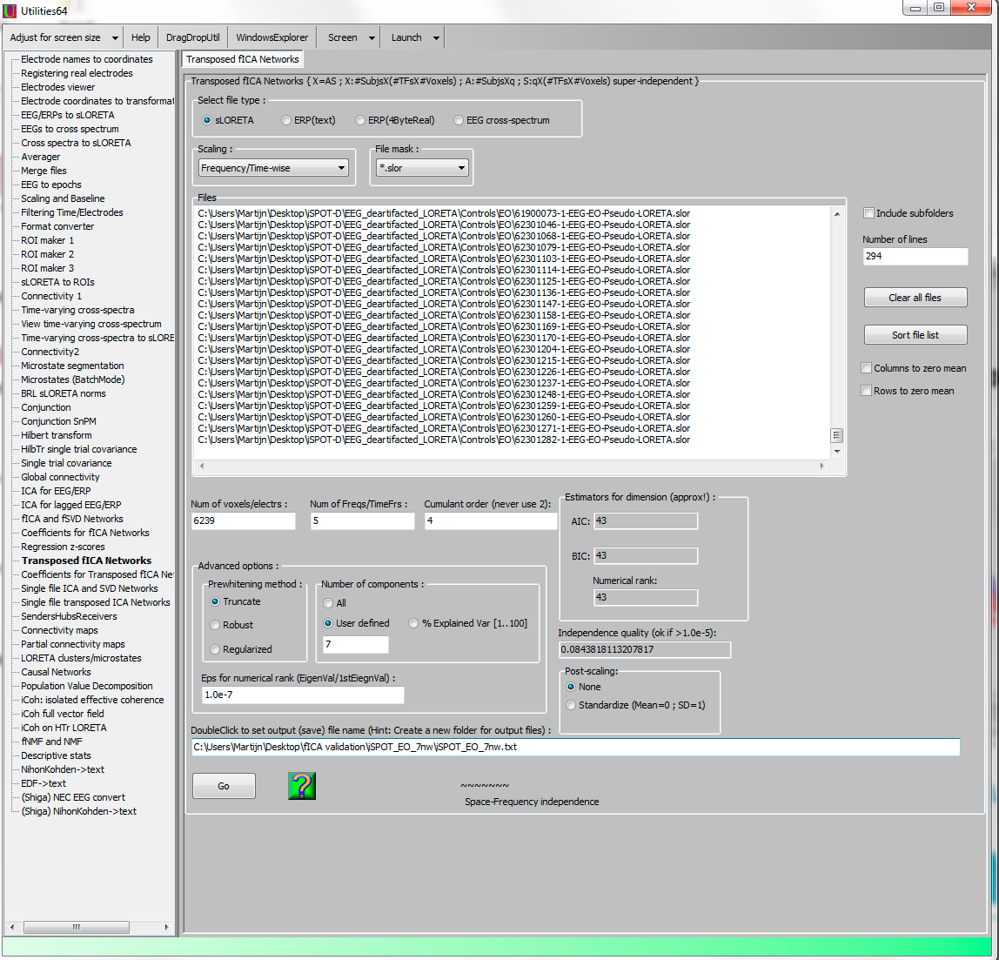 Utilities64
Adjust for screen size Help DragDropUtil WindowsExplorer Screen Launch
Electrode names to coordinates
Registering real electrodes
Electrodes viewer
Electrode coordinates to transformat
EEG/ERPs to sLORETA
EEGs to cross spectrum
Cross spectra to sLORETA
Averager
Merge files
EEG to epochs
Scaling and Baseline
Filtering Time/Electrodes
Format converter
ROI maker 1
ROI maker 2
ROI maker 3
sLORETA to ROIs
Connectivity 1
Time-varying cross-spectra
View time-varying cross-spectrum
Time-varying cross-spectra to sLORE
Connectivity2
Microstate segmentation
Microstates (BatchMode)
BRL sLORETA norms
Conjunction
Conjunction SnPM
Hilbert transform
HilbTr single trial covariance
Single trial covariance
Global connectivity
ICA for EEG/ERP
ICA for lagged EEG/ERP
fICA and fSVD Networks
Coefficients for fICA Networks
Regression z-scores
Transposed fICA Networks
Coefficients for Transposed fICA Net
Single file ICA and SVD Networks
Single file transposed ICA Networks
SendersHubsReceivers
Connectivity maps
Partial connectivity maps
LORETA clusters/microstates
Causal Networks
Population Value Decomposition
iCoh: isolated effective coherence
iCoh full vector field
iCoh on HTr LORETA
fNMF and NMF
Descriptive stats
NihonKohden->text
EDF->text
(Shiga) NEC EEG convert
(Shiga) NihonKohden->text
Transposed fICA Networks
Transposed fICA Networks { X=AS ; X:#SubjsX(#TFsX#Voxels) ; A:#SubjsXq ; S:qX(#TFsX#Voxels) super-independent }
Select file type :
sLORETA ERP(text) ERP(4ByteReal) EEG cross-spectrum
Scaling : File mask :
Frequency/Time-wise *.slor
Files
C:\Users\Martijn\Desktop\iSPOT-D\EEG_deartifacted_LORETA\Controls\EO\61900073-1-EEG-EO-Pseudo-LORETA.slor
C:\Users\Martijn\Desktop\iSPOT-D\EEG_deartifacted_LORETA\Controls\EO\62301046-1-EEG-EO-Pseudo-LORETA.slor
C:\Users\Martijn\Desktop\iSPOT-D\EEG_deartifacted_LORETA\Controls\EO\62301068-1-EEG-EO-Pseudo-LORETA.slor
C:\Users\Martijn\Desktop\iSPOT-D\EEG_deartifacted_LORETA\Controls\EO\62301079-1-EEG-EO-Pseudo-LORETA.slor
C:\Users\Martijn\Desktop\iSPOT-D\EEG_deartifacted_LORETA\Controls\EO\62301103-1-EEG-EO-Pseudo-LORETA.slor
C:\Users\Martijn\Desktop\iSPOT-D\EEG_deartifacted_LORETA\Controls\EO\62301114-1-EEG-EO-Pseudo-LORETA.slor
C:\Users\Martijn\Desktop\iSPOT-D\EEG_deartifacted_LORETA\Controls\EO\62301125-1-EEG-EO-Pseudo-LORETA.slor
C:\Users\Martijn\Desktop\iSPOT-D\EEG_deartifacted_LORETA\Controls\EO\62301136-1-EEG-EO-Pseudo-LORETA.slor
C:\Users\Martijn\Desktop\iSPOT-D\EEG_deartifacted_LORETA\Controls\EO\62301147-1-EEG-EO-Pseudo-LORETA.slor
C:\Users\Martijn\Desktop\iSPOT-D\EEG_deartifacted_LORETA\Controls\EO\62301158-1-EEG-EO-Pseudo-LORETA.slor
C:\Users\Martijn\Desktop\iSPOT-D\EEG_deartifacted_LORETA\Controls\EO\62301169-1-EEG-EO-Pseudo-LORETA.slor
C:\Users\Martijn\Desktop\iSPOT-D\EEG_deartifacted_LORETA\Controls\EO\62301170-1-EEG-EO-Pseudo-LORETA.slor
C:\Users\Martijn\Desktop\iSPOT-D\EEG_deartifacted_LORETA\Controls\EO\62301204-1-EEG-EO-Pseudo-LORETA.slor
C:\Users\Martijn\Desktop\iSPOT-D\EEG_deartifacted_LORETA\Controls\EO\62301215-1-EEG-EO-Pseudo-LORETA.slor
C:\Users\Martijn\Desktop\iSPOT-D\EEG_deartifacted_LORETA\Controls\EO\62301226-1-EEG-EO-Pseudo-LORETA.slor
C:\Users\Martijn\Desktop\iSPOT-D\EEG_deartifacted_LORETA\Controls\EO\62301237-1-EEG-EO-Pseudo-LORETA.slor
C:\Users\Martijn\Desktop\iSPOT-D\EEG_deartifacted_LORETA\Controls\EO\62301248-1-EEG-EO-Pseudo-LORETA.slor
C:\Users\Martijn\Desktop\iSPOT-D\EEG_deartifacted_LORETA\Controls\EO\62301259-1-EEG-EO-Pseudo-LORETA.slor
C:\Users\Martijn\Desktop\iSPOT-D\EEG_deartifacted_LORETA\Controls\EO\62301260-1-EEG-EO-Pseudo-LORETA.slor
C:\Users\Martijn\Desktop\iSPOT-D\EEG_deartifacted_LORETA\Controls\EO\62301271-1-EEG-EO-Pseudo-LORETA.slor
C:\Users\Martijn\Desktop\iSPOT-D\EEG_deartifacted_LORETA\Controls\EO\62301282-1-EEG-EO-Pseudo-LORETA.slor
Include subfolders
Number of lines
294
Clear all files
Sort file list
Columns to zero mean
Rows to zero mean
Num of voxels/electrs : Num of Freqs/TimeFrs : Cumulant order (never use 2):
6239 5 4
Estimators for dimension (approx!) :
AIC: 43
BIC: 43
Numerical rank:
43
Advanced options :
Prewhitening method : Number of components :
Truncate All
Robust User defined % Explained Var [1..100]
Regularized 7
Eps for numerical rank (EigenVal/1stEiegnVal) :
1.0e-7
Independence quality (ok if >1.0e-5):
0.0843818113207817
Post-scaling:
None
Standardize (Mean=0 ; SD=1)
DoubleClick to set output (save) file name (Hint: Create a new folder for output files) :
C:\Users\Martijn\Desktop\fICA validation\iSPOT_EO_7nw\iSPOT_EO_7nw.txt
Go ? ~~~~~~~
Space-Frequency independence